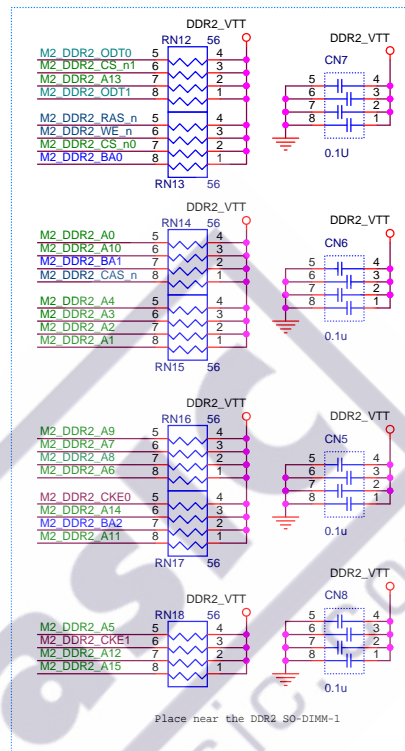 DDR2_VTT
RN12 56
M2_DDR2_ODT0 5 4
M2_DDR2_CS_n1 6 3
M2_DDR2_A13 7 2
M2_DDR2_ODT1 8 1
M2_DDR2_RAS_n 5 4
M2_DDR2_WE_n 6 3
M2_DDR2_CS_n0 7 2
M2_DDR2_BA0 8 1
RN13 56
DDR2_VTT
CN7
5 4
6 3
7 2
8 1
0.1U
DDR2_VTT
RN14 56
M2_DDR2_A0 5 4
M2_DDR2_A10 6 3
M2_DDR2_BA1 7 2
M2_DDR2_CAS_n 8 1
M2_DDR2_A4 5 4
M2_DDR2_A3 6 3
M2_DDR2_A2 7 2
M2_DDR2_A1 8 1
RN15 56
DDR2_VTT
CN6
5 4
6 3
7 2
8 1
0.1u
DDR2_VTT
RN16 56
M2_DDR2_A9 5 4
M2_DDR2_A7 6 3
M2_DDR2_A8 7 2
M2_DDR2_A6 8 1
M2_DDR2_CKE0 5 4
M2_DDR2_A14 6 3
M2_DDR2_BA2 7 2
M2_DDR2_A11 8 1
RN17 56
DDR2_VTT
CN5
5 4
6 3
7 2
8 1
0.1u
DDR2_VTT
RN18 56
M2_DDR2_A5 5 4
M2_DDR2_CKE1 6 3
M2_DDR2_A12 7 2
M2_DDR2_A15 8 1
DDR2_VTT
CN8
5 4
6 3
7 2
8 1
0.1u
Place near the DDR2 SO-DIMM-1